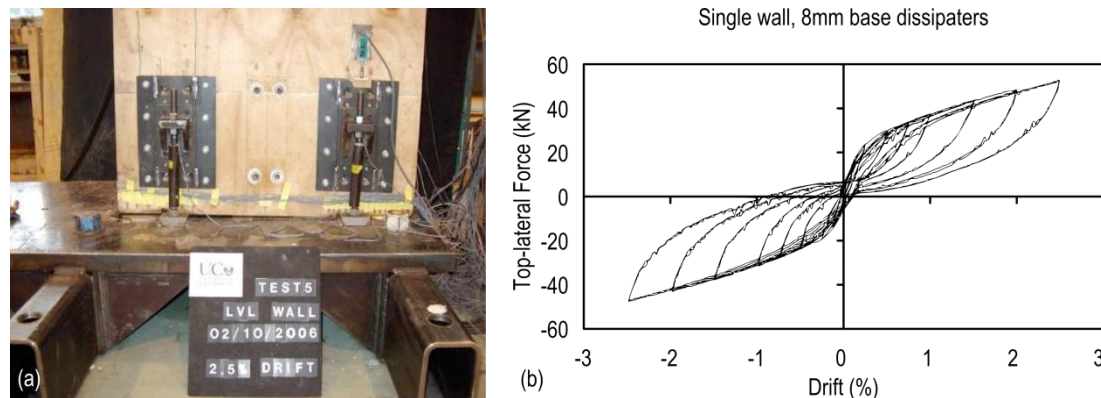 UC
TEST5
LVL WALL
02/10/2006
2.5% DRIFT
(a)
Single wall, 8mm base dissipaters
Top-lateral Force (kN)
60
40
20
0
-20
-40
-60
-3 -2 -1 0 1 2 3
Drift (%)
(b)